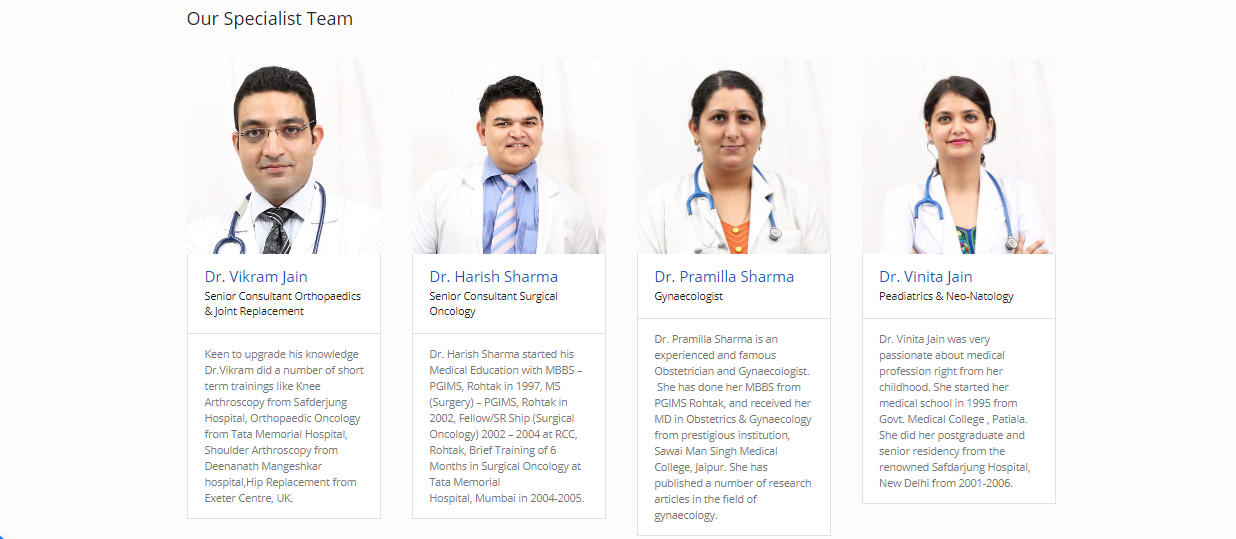 Our Specialist Team
Dr. Vikram Jain
Senior Consultant Orthopaedics
& Joint Replacement
Keen to upgrade his knowledge
Dr.Vikram did a number of short
term trainings like Knee
Arthroscopy from Safderjung
Hospital, Orthopaedic Oncology
from Tata Memorial Hospital,
Shoulder Arthroscopy from
Deenanath Mangeshkar
hospital,Hip Replacement from
Exeter Centre, UK.
Dr. Harish Sharma
Senior Consultant Surgical
Oncology
Dr. Harish Sharma started his
Medical Education with MBBS –
PGIMS, Rohtak in 1997, MS
(Surgery) – PGIMS, Rohtak in
2002, Fellow/SR Ship (Surgical
Oncology) 2002 – 2004 at RCC,
Rohtak, Brief Training of 6
Months in Surgical Oncology at
Tata Memorial
Hospital, Mumbai in 2004-2005.
Dr. Pramilla Sharma
Gynaecologist
Dr. Pramilla Sharma is an
experienced and famous
Obstetrician and Gynaecologist.
She has done her MBBS from
PGIMS Rohtak, and received her
MD in Obstetrics & Gynaecology
from prestigious institution,
Sawai Man Singh Medical
College, Jaipur. She has
published a number of research
articles in the field of
gynaecology.
Dr. Vinita Jain
Peadiatrics & Neo-Natology
Dr. Vinita Jain was very
passionate about medical
profession right from her
childhood. She started her
medical school in 1995 from
Govt. Medical College , Patiala.
She did her postgraduate and
senior residency from the
renowned Safdarjung Hospital,
New Delhi from 2001-2006.